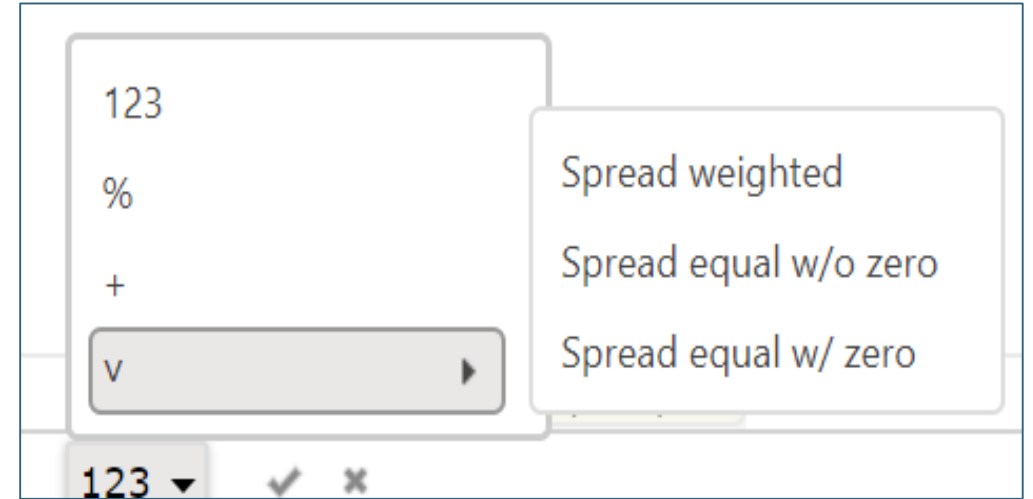 123
%
+
v
Spread weighted
Spread equal w/o zero
Spread equal w/ zero
123